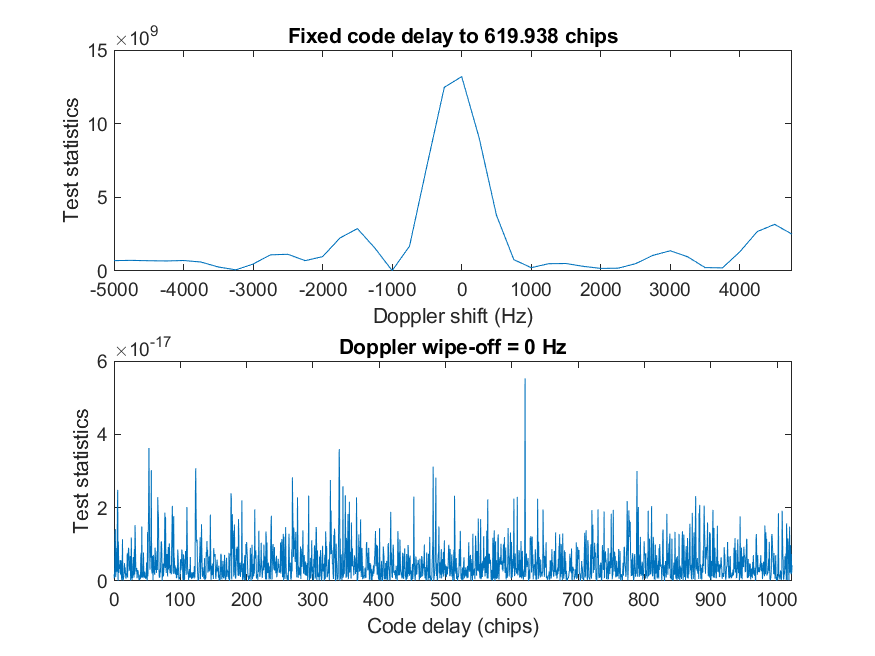 ×10^9
Fixed code delay to 619.938 chips
15
10
5
0
Test statistics
-5000 -4000 -3000 -2000 -1000 0 1000 2000 3000 4000
Doppler shift (Hz)
×10^-17
Doppler wipe-off = 0 Hz
6
4
2
0
Test statistics
0 100 200 300 400 500 600 700 800 900 1000
Code delay (chips)